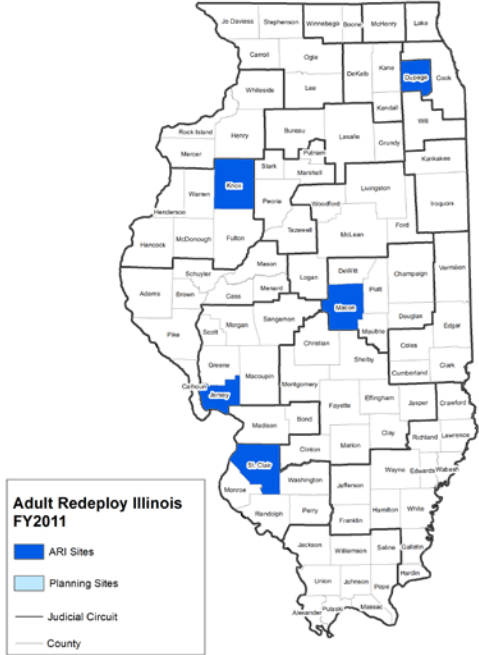 Jo Daviess Stephenson Winnebago Boone McHenry Lake
Carroll Ogle DeKalb Kane Dupage Cook
Whiteside Lee
Kendall Will
Rock Island Henry Bureau Lasalle Grundy
Mercer Putnam Kankakee
Stark Marshall
Knox Livingston
Warren Peoria Woodford Iroquois
Henderson Ford
Tazewell McLean
Hancock McDonough Fulton
Mason
Logan DeWitt Champaign Vermilion
Schuyler
Adams Brown Cass Menard Piatt
Macon
Sangamon Douglas
Pike Scott Morgan Moultrie Edgar
Christian Coles
Greene Shelby
Macoupin Cumberland Clark
Calhoun Jersey Montgomery
Fayette Effingham Jasper Crawford
Madison Bond
Clay Richland Lawrence
Clinton Marion
St. Clair Wayne Edwards Wabash
Monroe Washington Jefferson
Randolph Perry Hamilton White
Franklin
Jackson Williamson Saline Gallatin
Union Johnson Pope Hardin
Alexander Pulaski Massac
Adult Redeploy Illinois
FY2011
ARI Sites
Planning Sites
Judicial Circuit
County